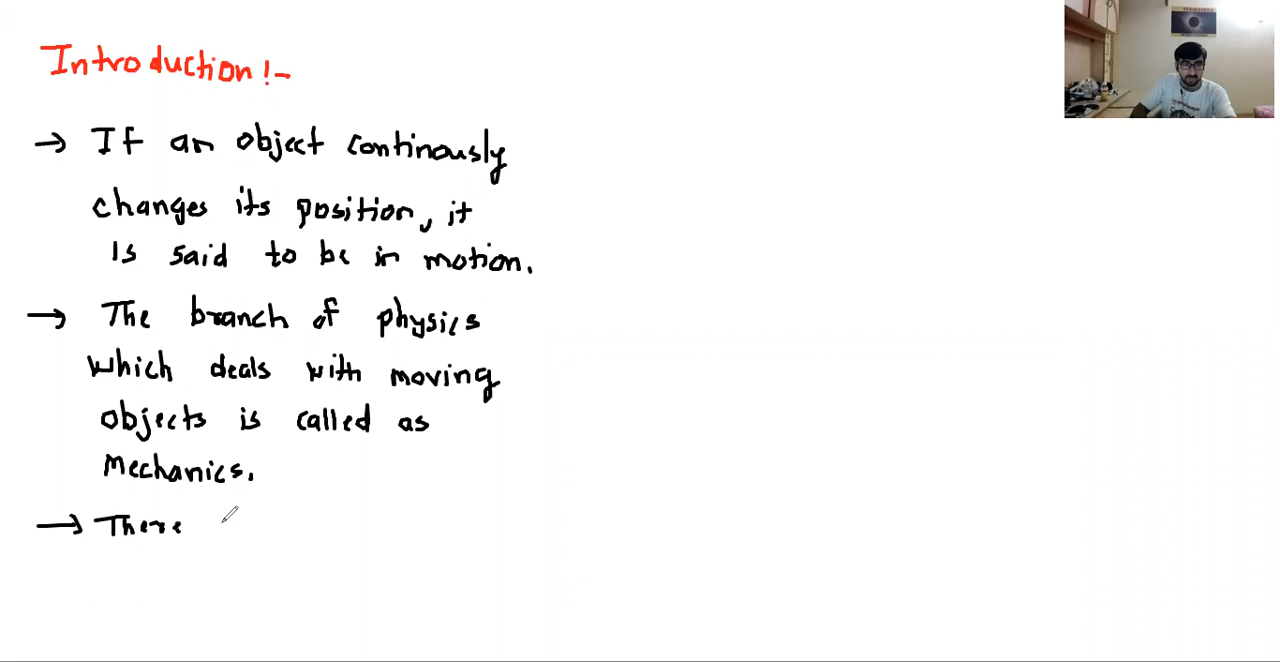 Introduction!-
→ If an object continously
changes its position, it
is said to be in motion.
→ The branch of physics
which deals with moving
objects is called as
Mechanics.
→ There